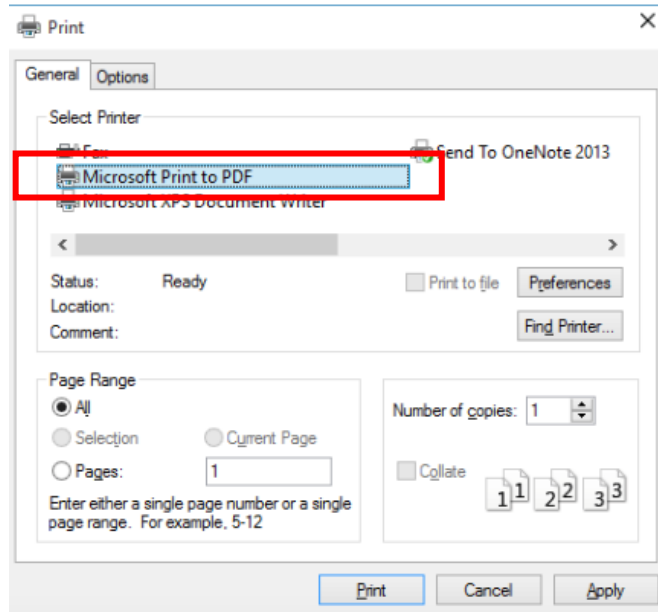 Print
General Options
Select Printer
Fax Send To OneNote 2013
Microsoft Print to PDF
Microsoft XPS Document Writer
Status: Ready Print to file Preferences
Location:
Comment: Find Printer...
Page Range
All Number of copies: 1
Selection Current Page
Pages: 1 Collate
1 1 2 2 3 3
Enter either a single page number or a single
page range. For example, 5-12
Print Cancel Apply